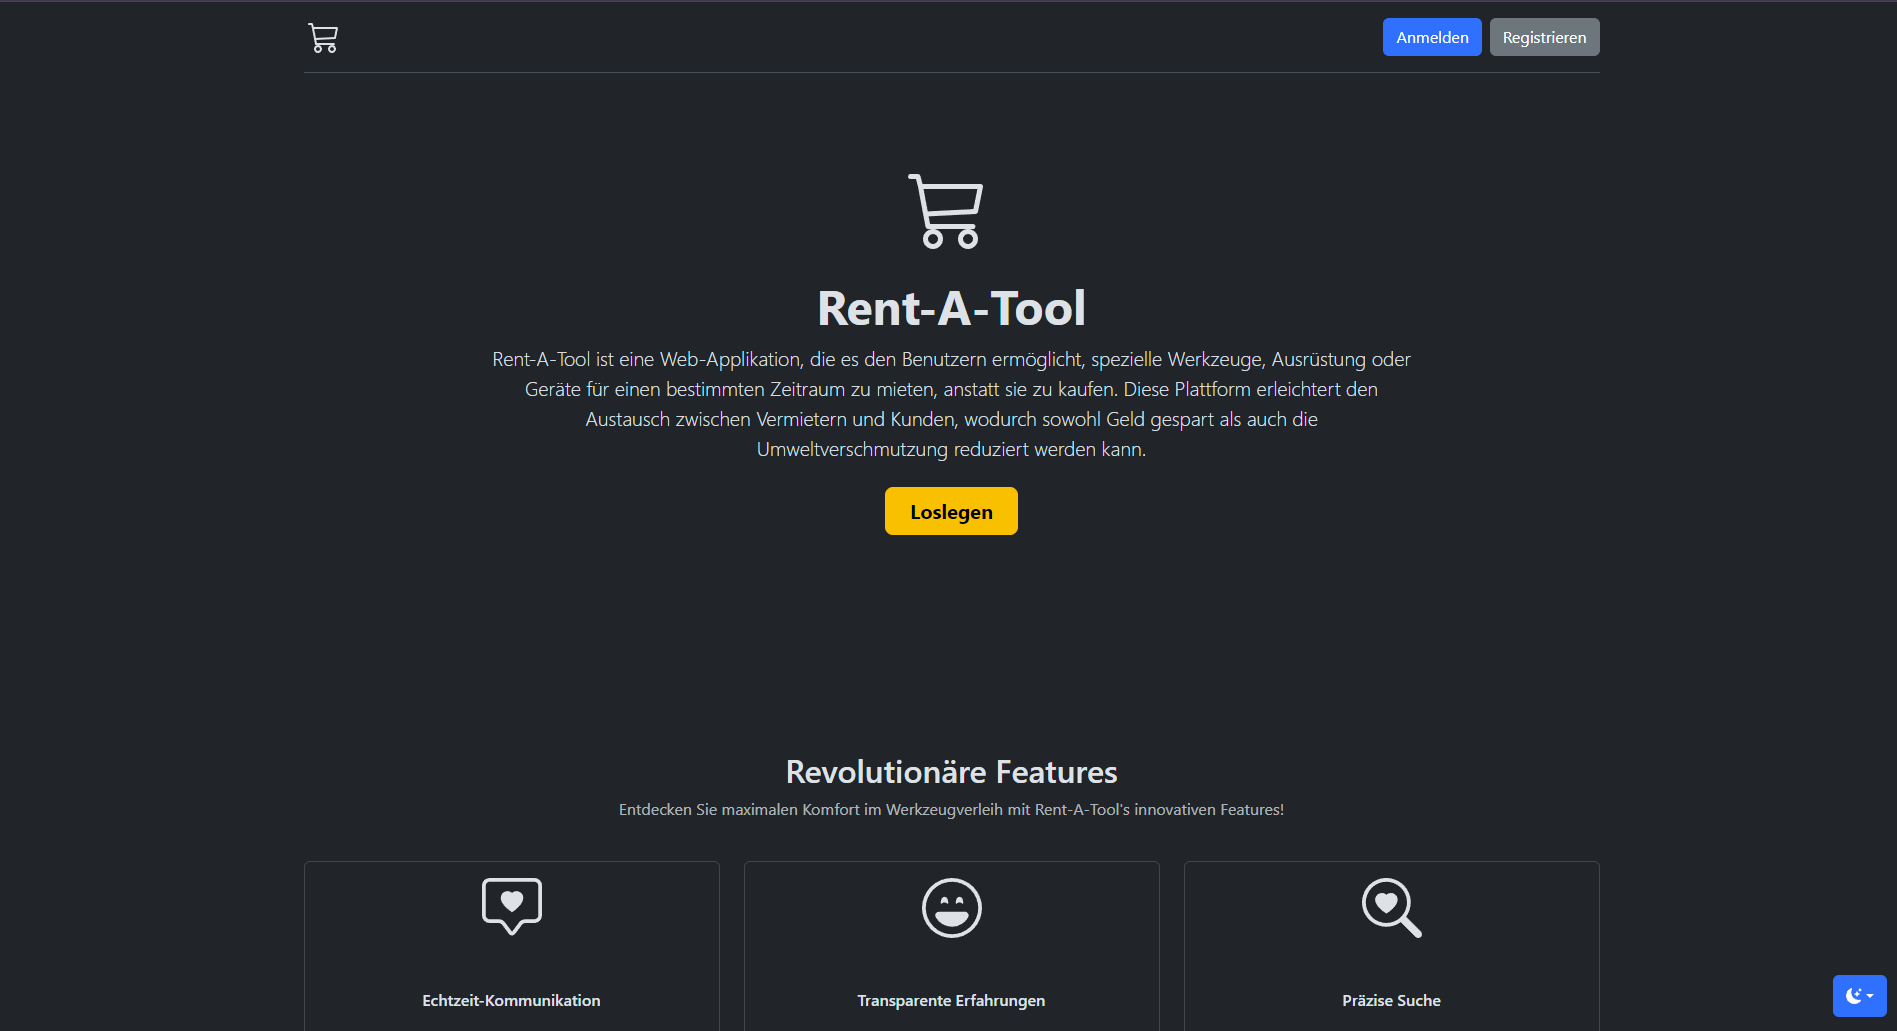 Anmelden
Registrieren
Rent-A-Tool
Rent-A-Tool ist eine Web-Applikation, die es den Benutzern ermöglicht, spezielle Werkzeuge, Ausrüstung oder
Geräte für einen bestimmten Zeitraum zu mieten, anstatt sie zu kaufen. Diese Plattform erleichtert den
Austausch zwischen Vermietern und Kunden, wodurch sowohl Geld gespart als auch die
Umweltverschmutzung reduziert werden kann.
Loslegen
Revolutionäre Features
Entdecken Sie maximalen Komfort im Werkzeugverleih mit Rent-A-Tool's innovativen Features!
Echtzeit-Kommunikation
Transparente Erfahrungen
Präzise Suche